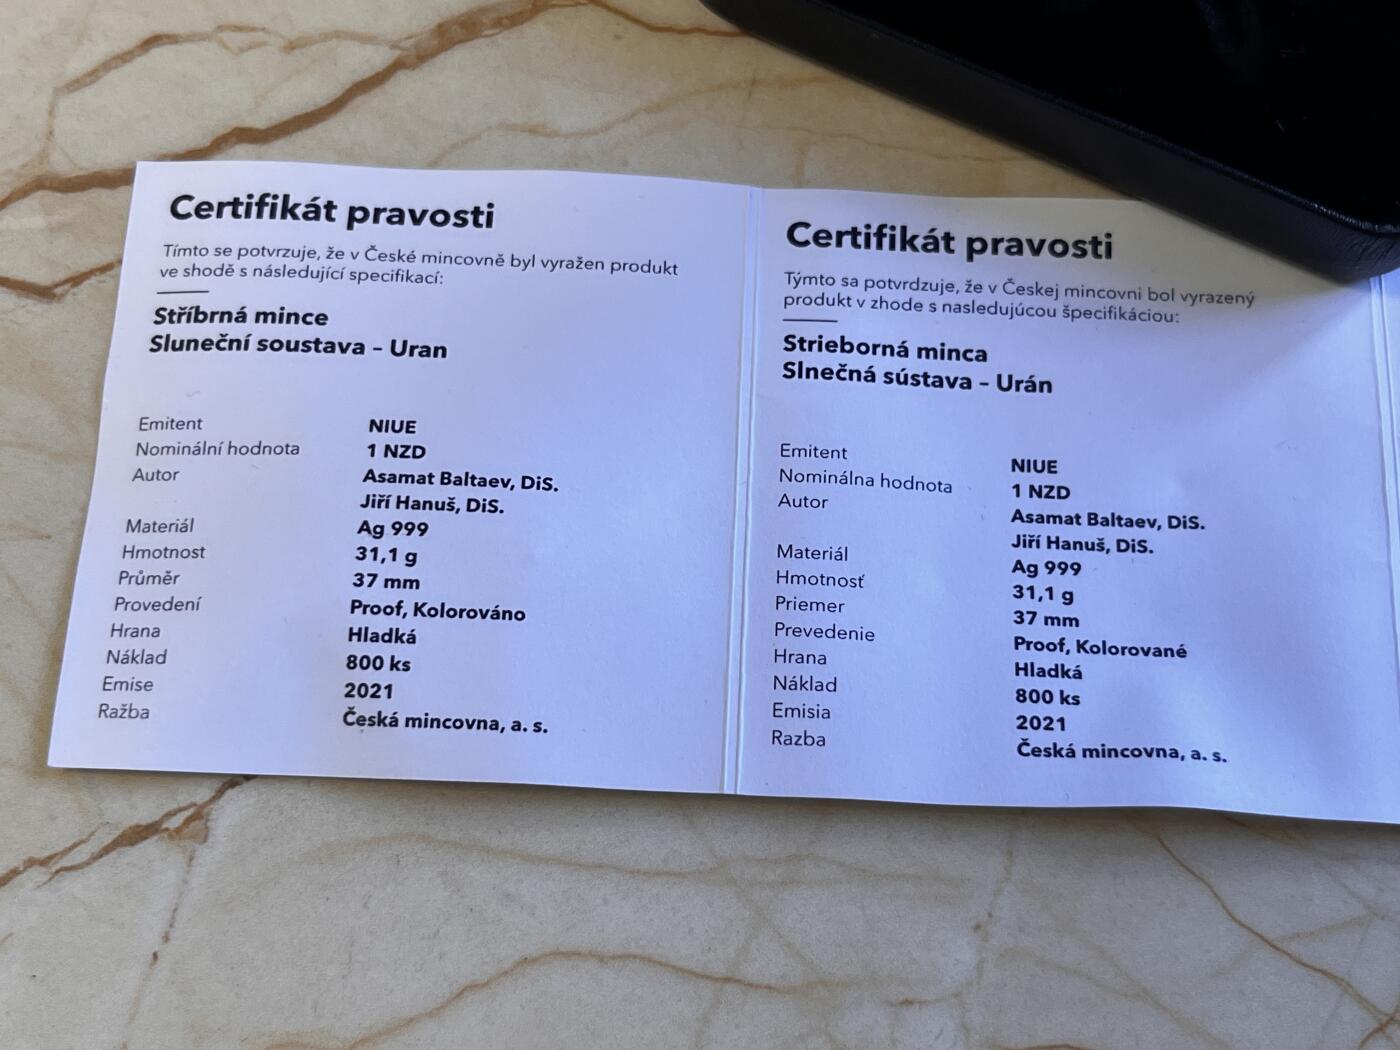 Certifikát pravosti
Tímto se potvrzuje, že v České mincovně byl vyražen produkt
ve shodě s následující specifikací:
Stříbrná mince
Sluneční soustava – Uran
Emitent NIUE
Nominální hodnota 1 NZD
Autor Asamat Baltaev, DiS.
Jiří Hanuš, DiS.
Materiál Ag 999
Hmotnost 31,1 g
Průměr 37 mm
Provedení Proof, Kolorováno
Hrana Hladká
Náklad 800 ks
Emise 2021
Ražba Česká mincovna, a. s.
Certifikát pravosti
Týmto sa potvrdzuje, že v Českej mincovni bol vyrazený
produkt v zhode s nasledujúcou špecifikáciou:
Strieborná minca
Slnečná sústava – Urán
Emitent NIUE
Nominálna hodnota 1 NZD
Autor Asamat Baltaev, DiS.
Jiří Hanuš, DiS.
Materiál Ag 999
Hmotnosť 31,1 g
Priemer 37 mm
Prevedenie Proof, Kolorované
Hrana Hladká
Náklad 800 ks
Emisia 2021
Razba Česká mincovna, a. s.